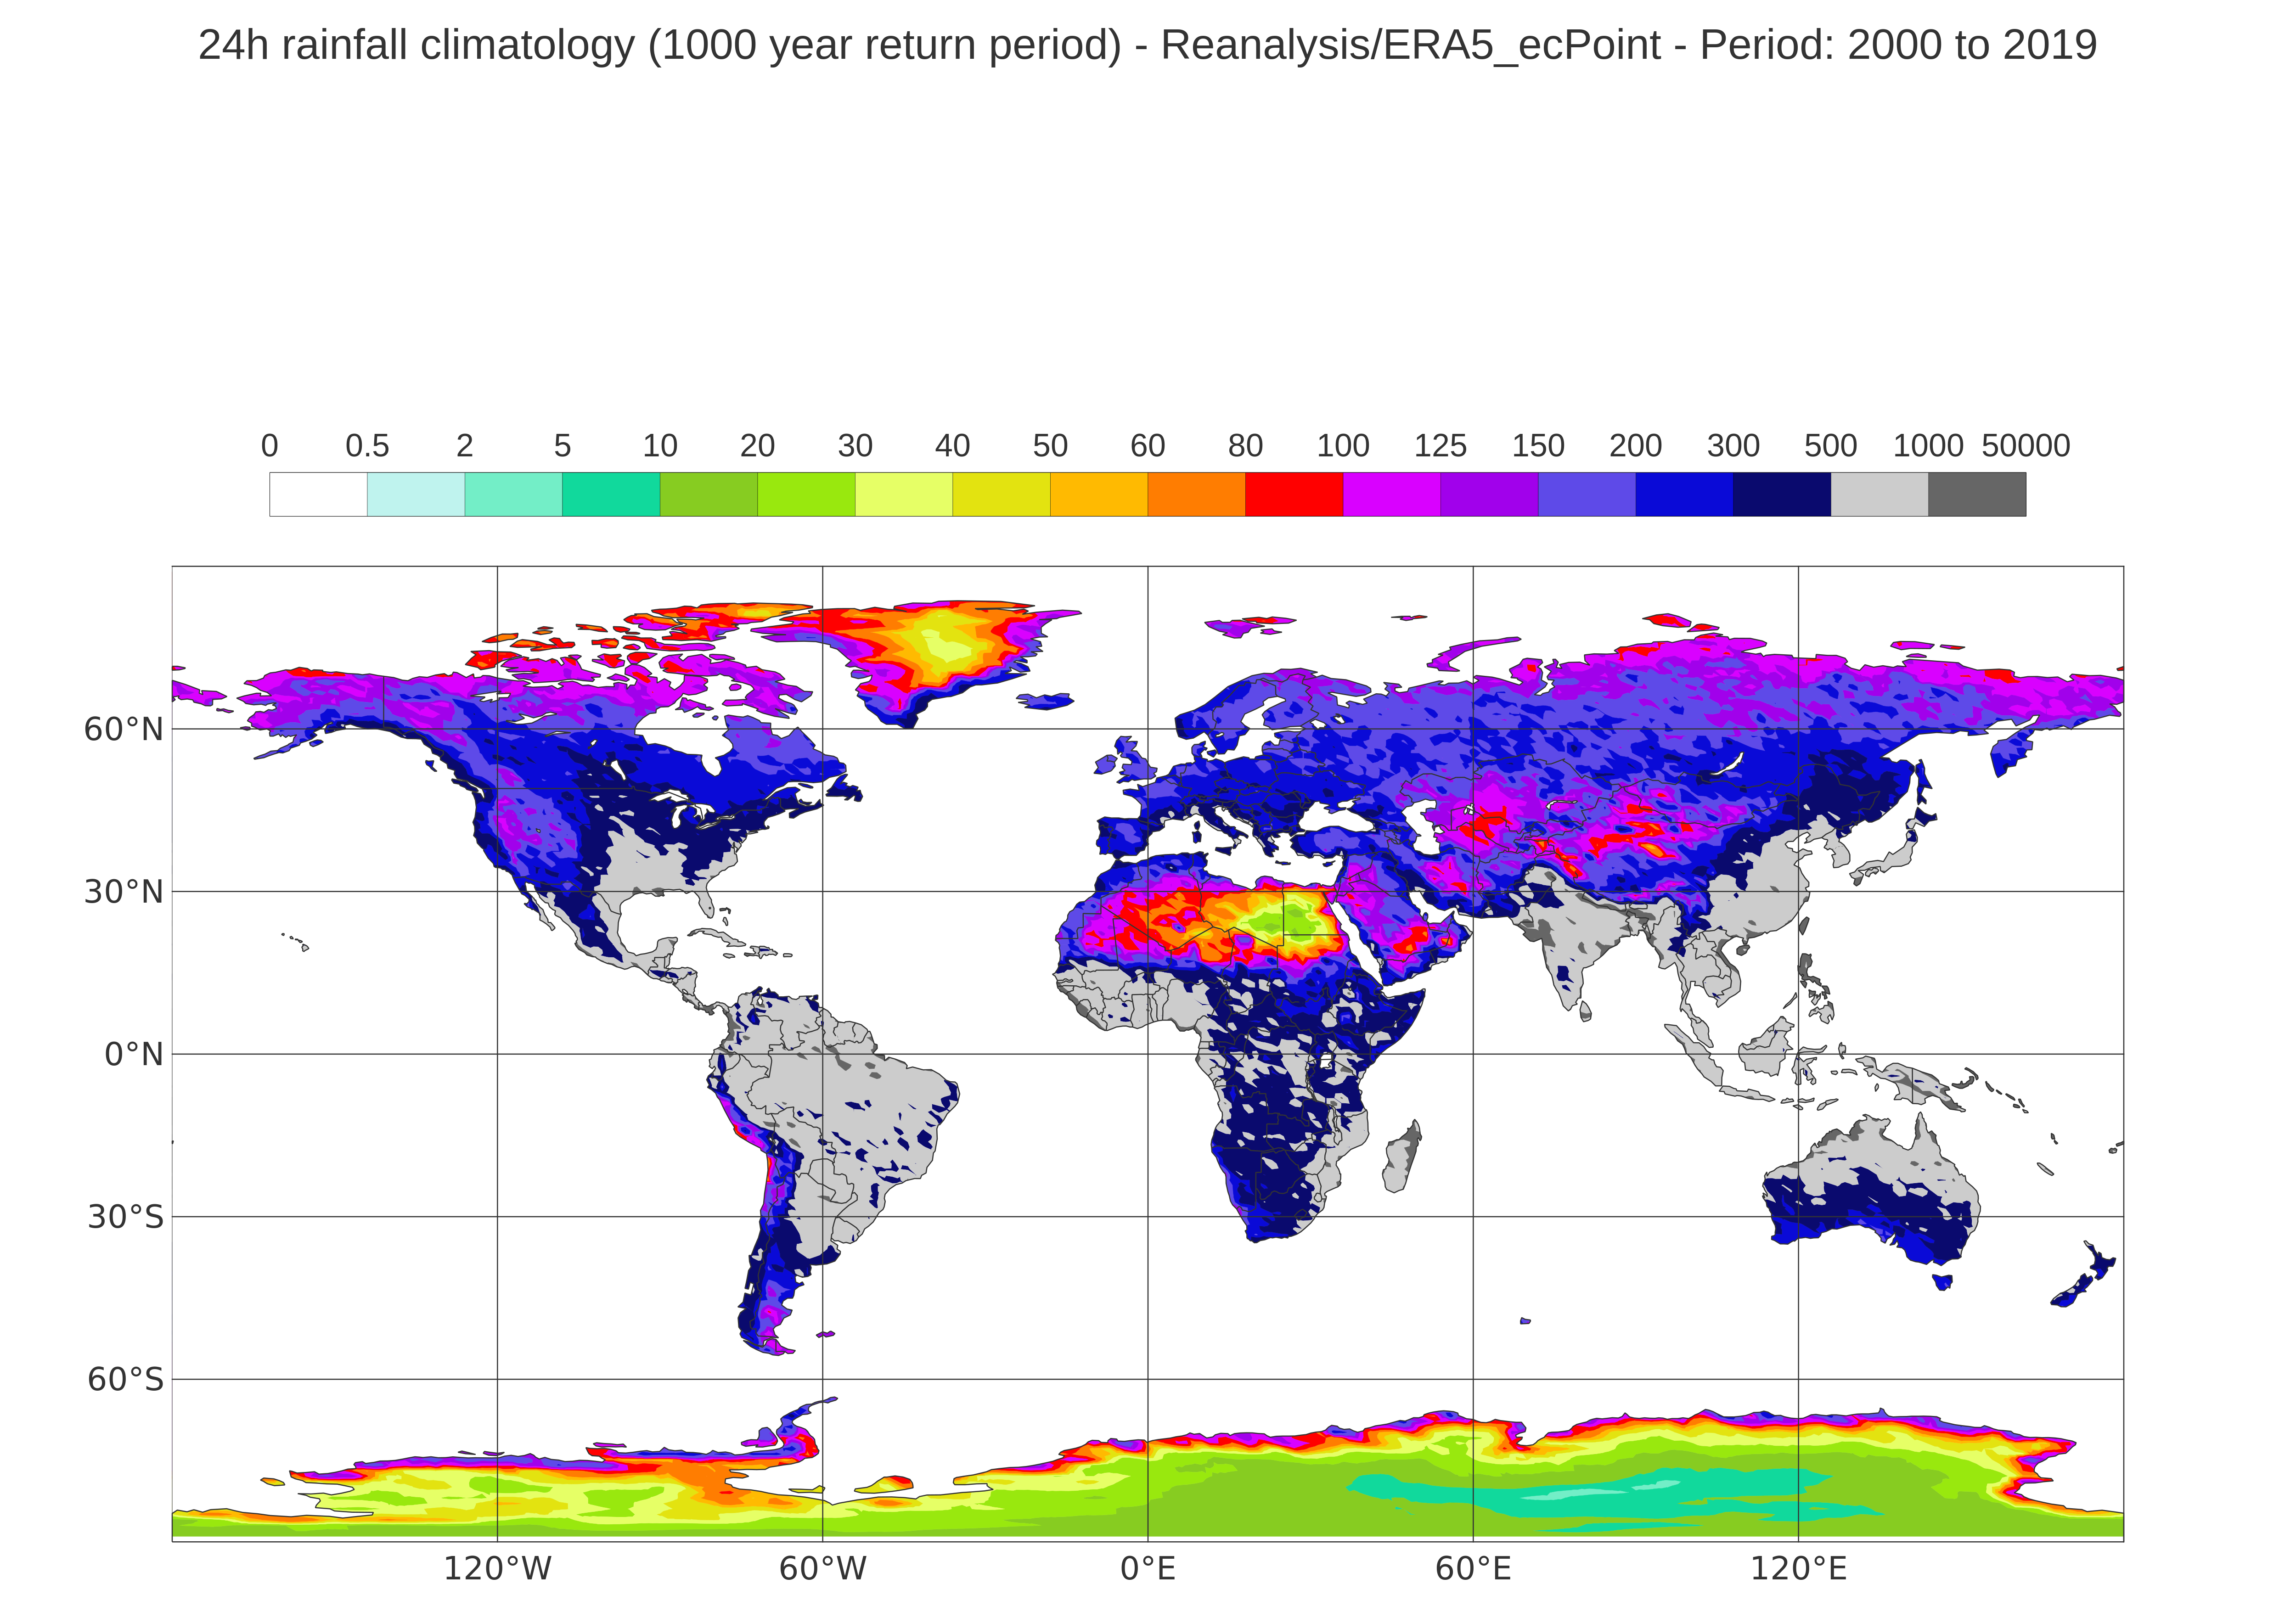 24h rainfall climatology (1000 year return period) - Reanalysis/ERA5_ecPoint - Period: 2000 to 2019
0 0.5 2 5 10 20 30 40 50 60 80 100 125 150 200 300 500 1000 50000
60°N
30°N
0°N
30°S
60°S
120°W 60°W 0°E 60°E 120°E